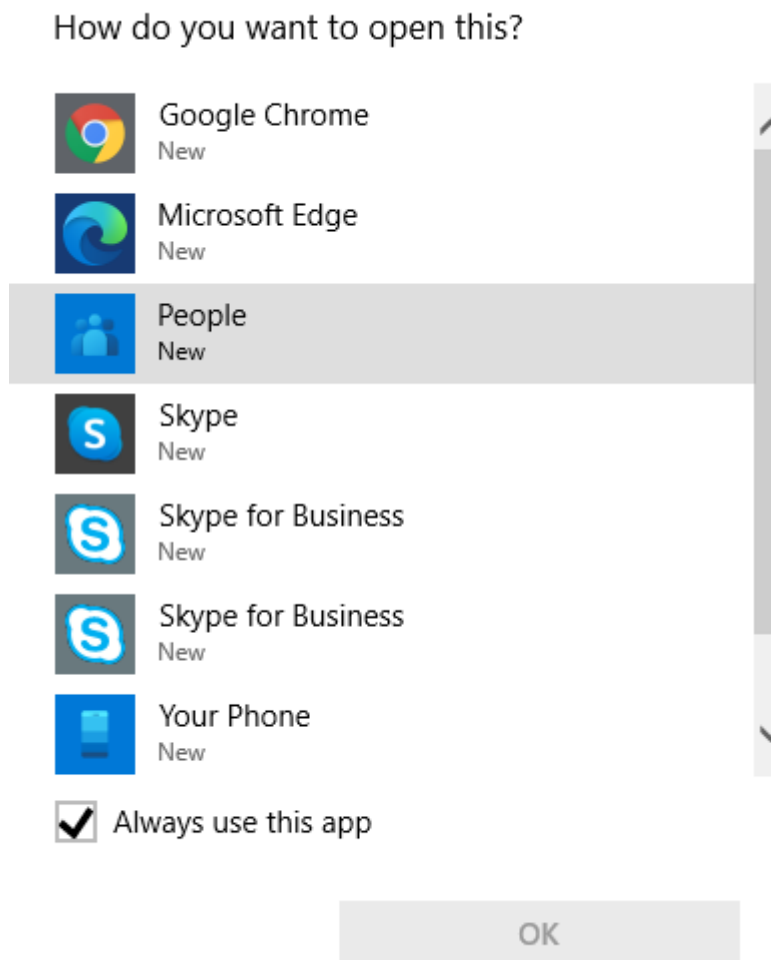 How do you want to open this?
Google Chrome
New
Microsoft Edge
New
People
New
Skype
New
Skype for Business
New
Skype for Business
New
Your Phone
New
Always use this app
OK